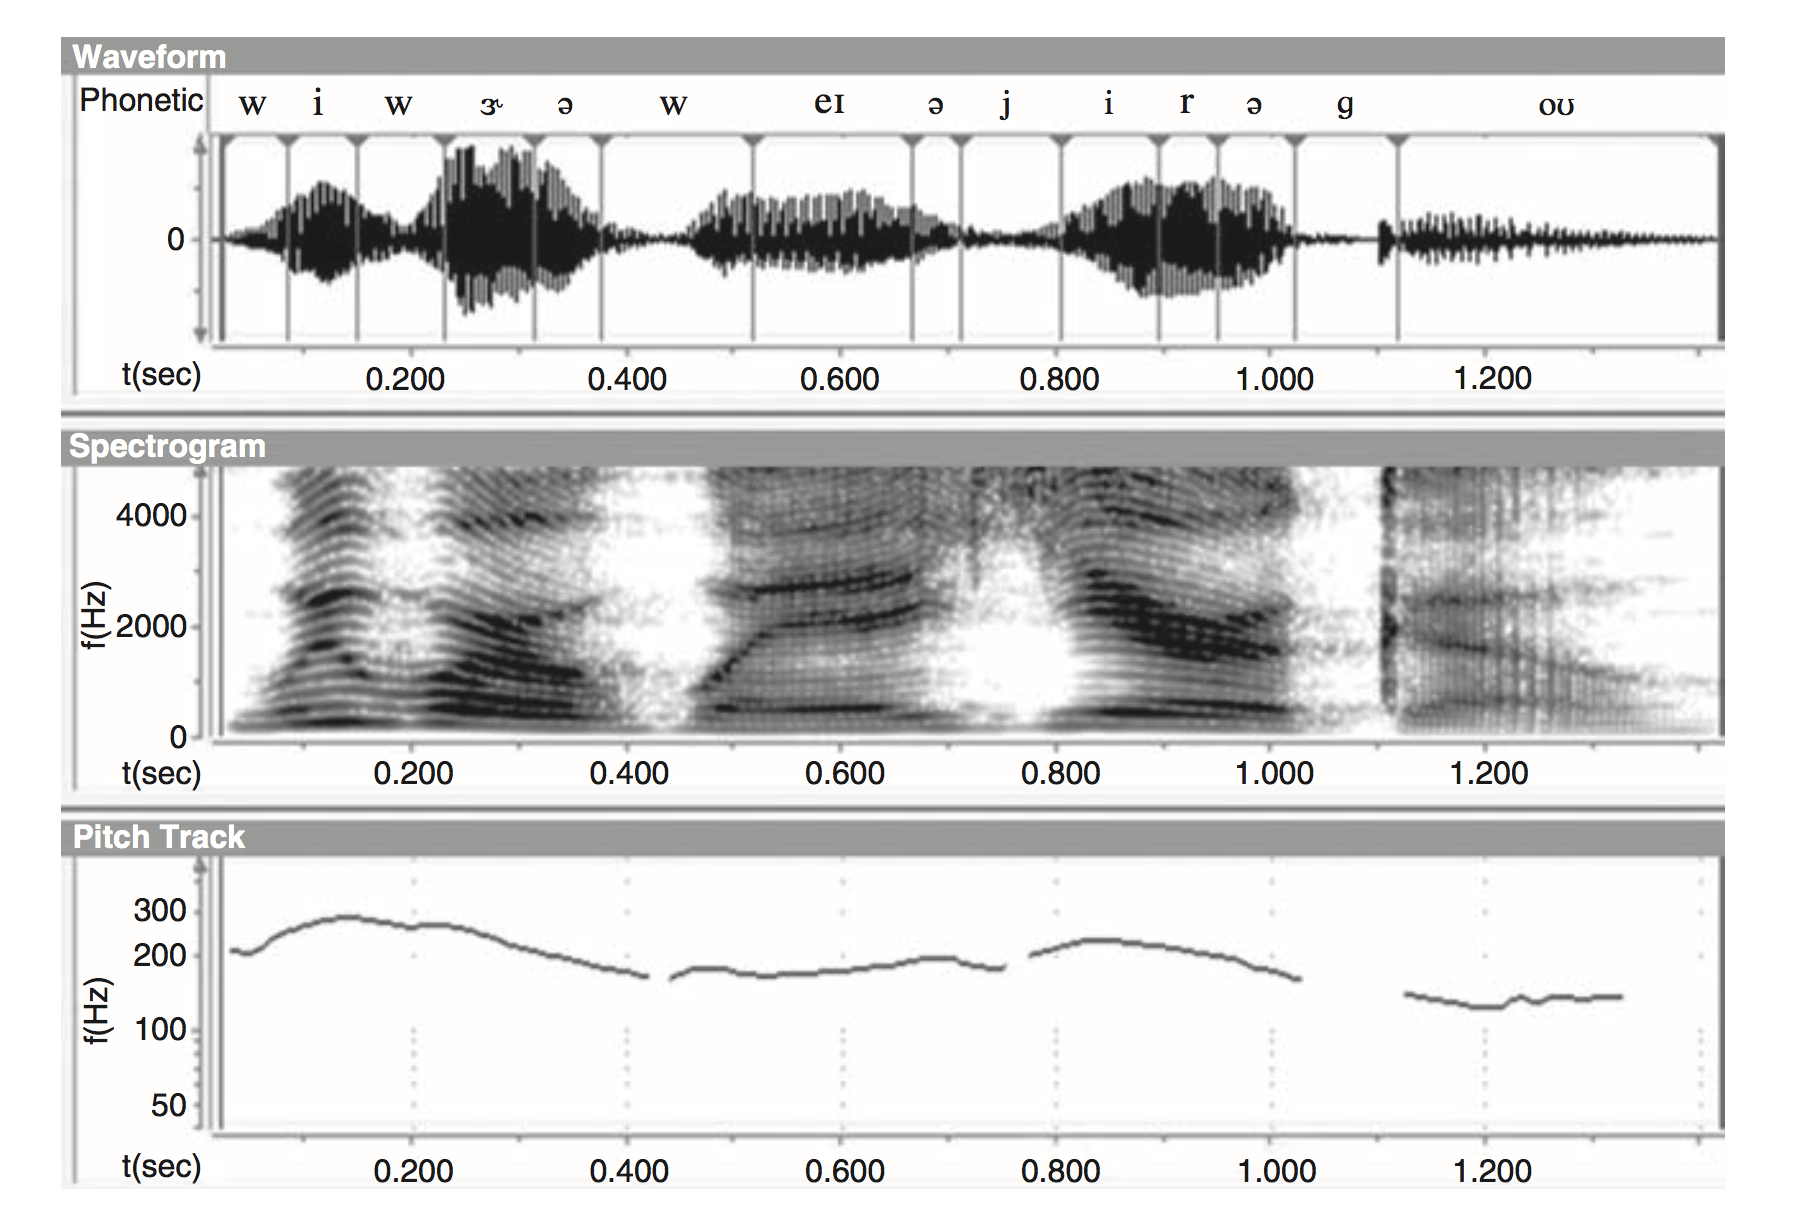 Waveform
Phonetic w i w ɝ ə w eɪ ə j i r ə ɡ oʊ
0
t(sec) 0.200 0.400 0.600 0.800 1.000 1.200
Spectrogram
4000
f(Hz)
2000
0
t(sec) 0.200 0.400 0.600 0.800 1.000 1.200
Pitch Track
300
200
f(Hz)
100
50
t(sec) 0.200 0.400 0.600 0.800 1.000 1.200